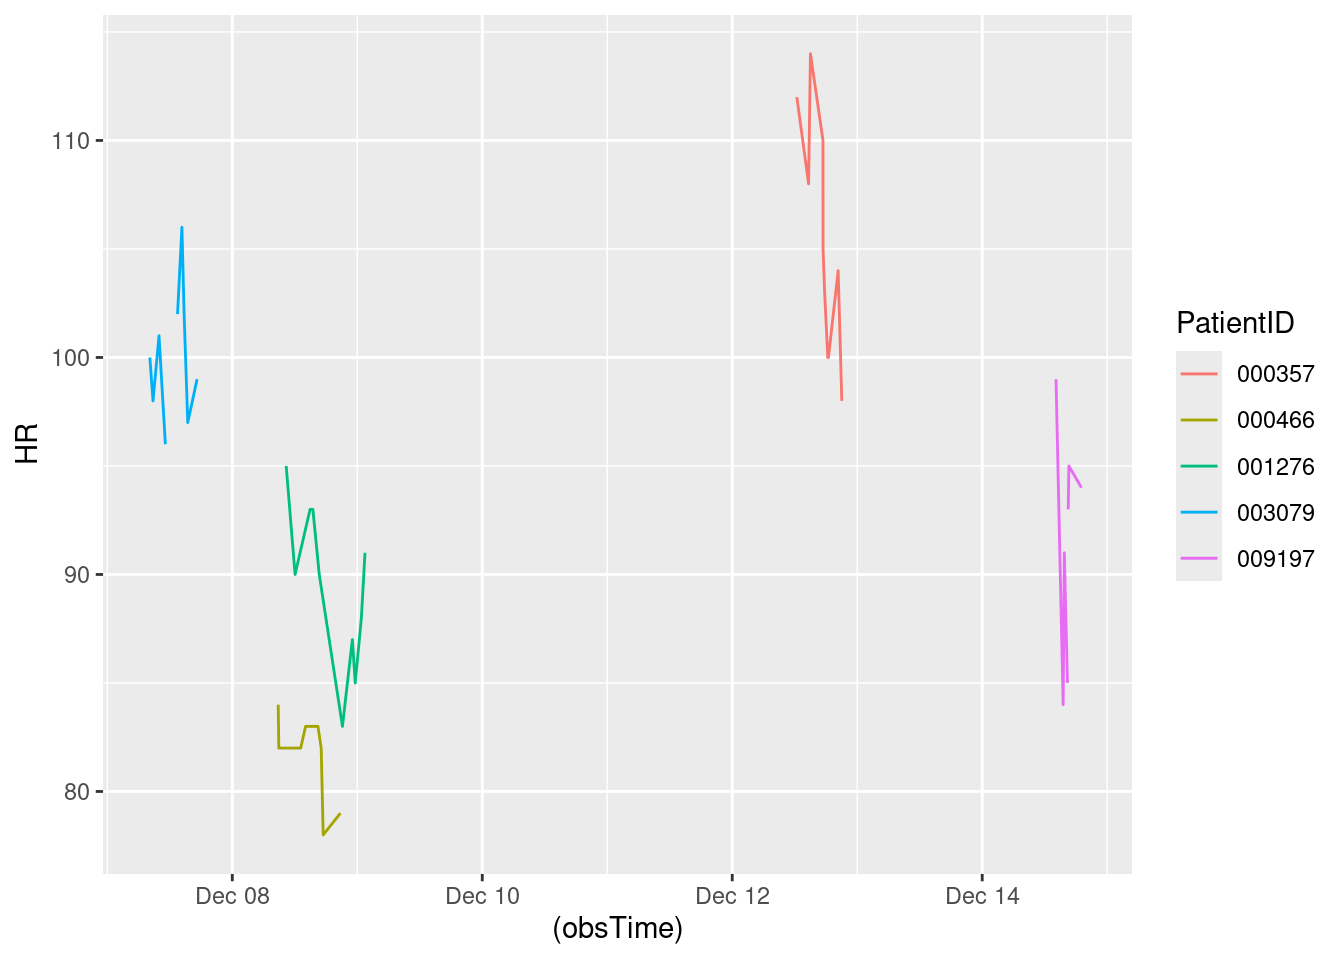 110
100
90
80
HR
Dec 08
Dec 10
Dec 12
Dec 14
(obsTime)
PatientID
000357
000466
001276
003079
009197